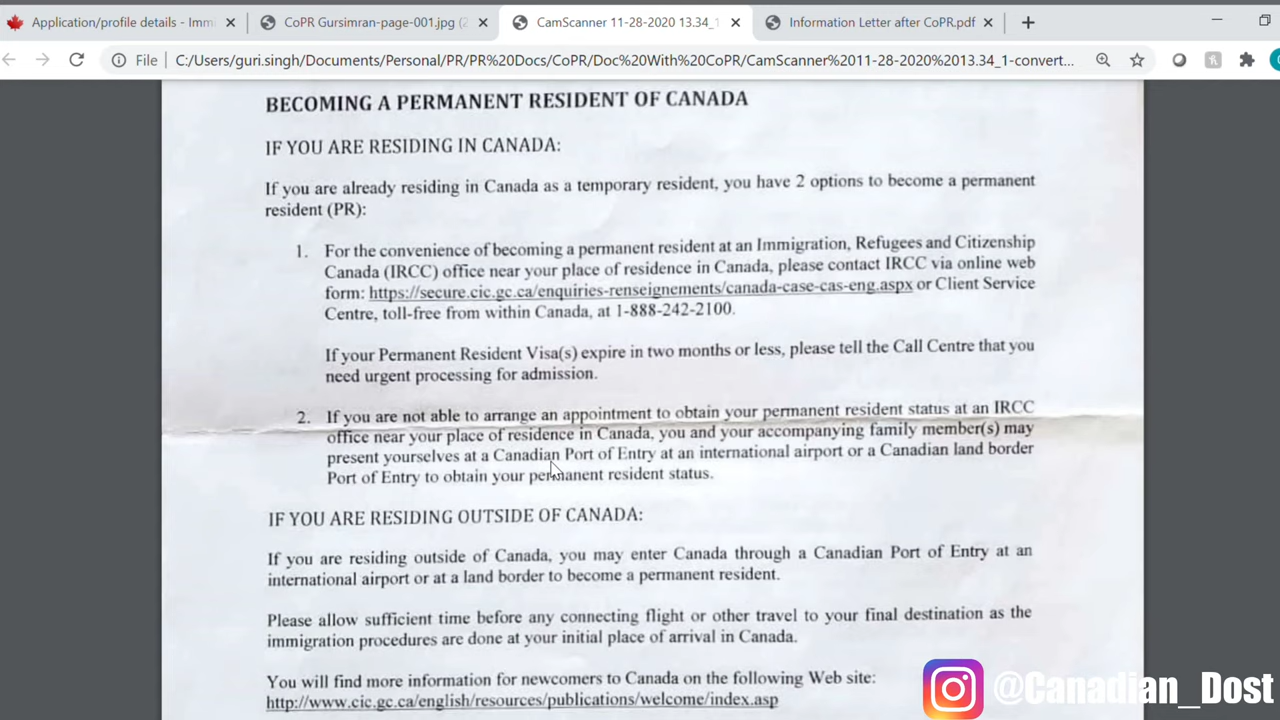 Application/profile details - Immi
CoPR Gursimran-page-001.jpg (2
CamScanner 11-28-2020 13.34_1
Information Letter after CoPR.pdf
File
C:/Users/guri.singh/Documents/Personal/PR/PR%20Docs/CoPR/Doc%20With%20CoPR/CamScanner%2011-28-2020%2013.34_1-convert...
BECOMING A PERMANENT RESIDENT OF CANADA
IF YOU ARE RESIDING IN CANADA:
If you are already residing in Canada as a temporary resident, you have 2 options to become a permanent
resident (PR):
1. For the convenience of becoming a permanent resident at an Immigration, Refugees and Citizenship
Canada (IRCC) office near your place of residence in Canada, please contact IRCC via online web
form: https://secure.cic.gc.ca/enquiries-renseignements/canada-case-cas-eng.aspx or Client Service
Centre, toll-free from within Canada, at 1-888-242-2100.
If your Permanent Resident Visa(s) expire in two months or less, please tell the Call Centre that you
need urgent processing for admission.
2. If you are not able to arrange an appointment to obtain your permanent resident status at an IRCC
office near your place of residence in Canada, you and your accompanying family member(s) may
present yourselves at a Canadian Port of Entry at an international airport or a Canadian land border
Port of Entry to obtain your permanent resident status.
IF YOU ARE RESIDING OUTSIDE OF CANADA:
If you are residing outside of Canada, you may enter Canada through a Canadian Port of Entry at an
international airport or at a land border to become a permanent resident.
Please allow sufficient time before any connecting flight or other travel to your final destination as the
immigration procedures are done at your initial place of arrival in Canada.
You will find more information for newcomers to Canada on the following Web site:
http://www.cic.gc.ca/english/resources/publications/welcome/index.asp
@Canadian_Dost